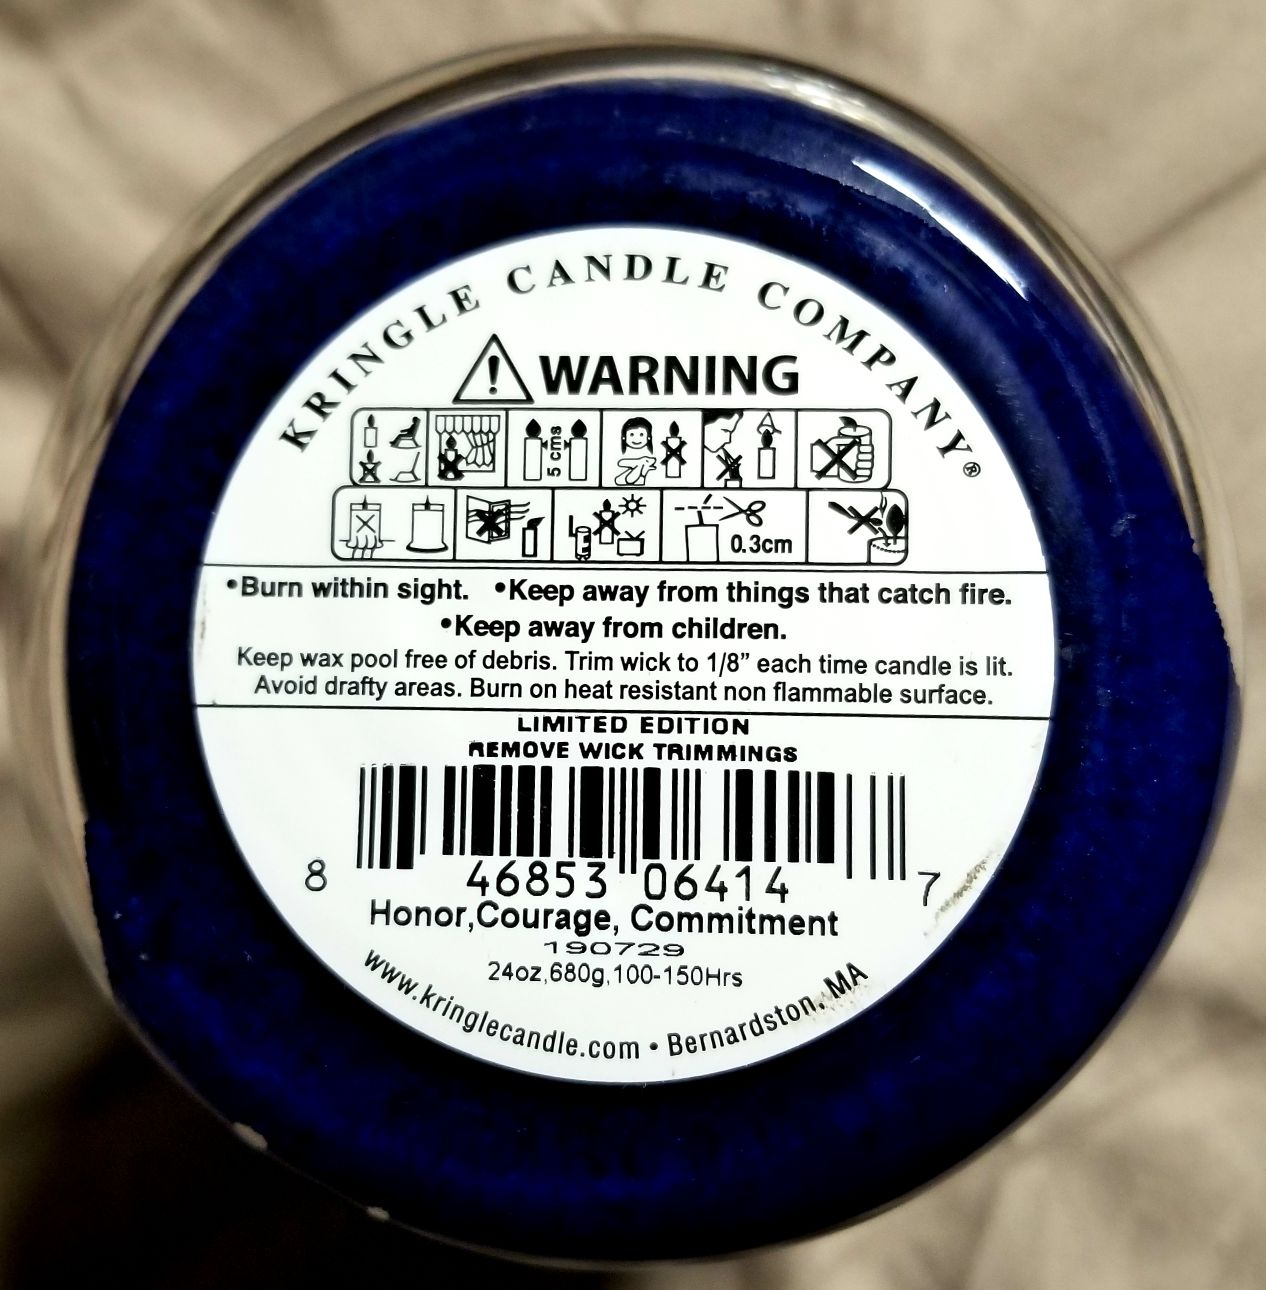 KRINGLE CANDLE COMPANY®
WARNING
5 cms
0.3cm
•Burn within sight. •Keep away from things that catch fire.
•Keep away from children.
Keep wax pool free of debris. Trim wick to 1/8” each time candle is lit.
Avoid drafty areas. Burn on heat resistant non flammable surface.
LIMITED EDITION
REMOVE WICK TRIMMINGS
8 46853 06414 7
Honor,Courage, Commitment
190729
24oz,680g,100-150Hrs
www.kringlecandle.com • Bernardston, MA